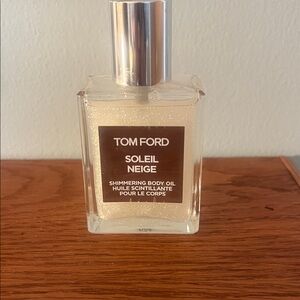 TOM FORD
SOLEIL
NEIGE
SHIMMERING BODY OIL
HUILE SCINTILLANTE
POUR LE CORPS